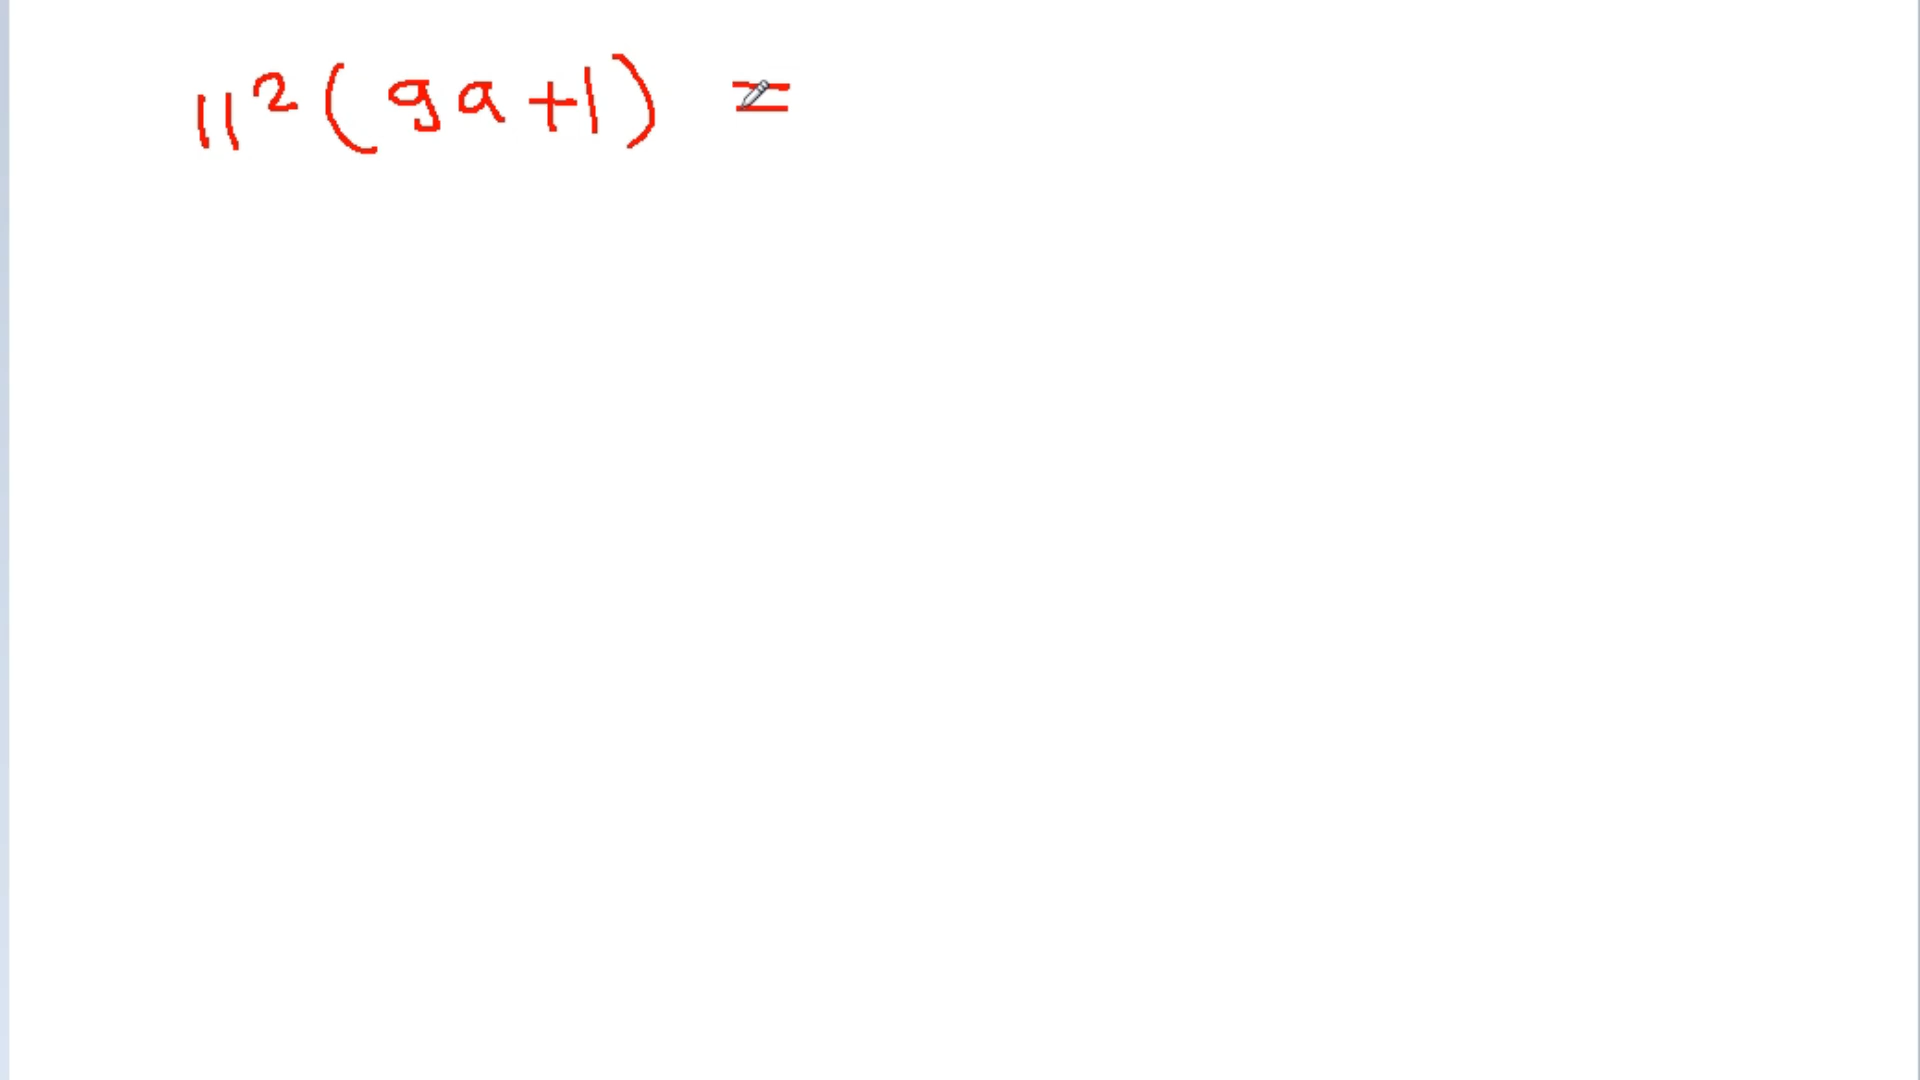 11²(9a+1) =